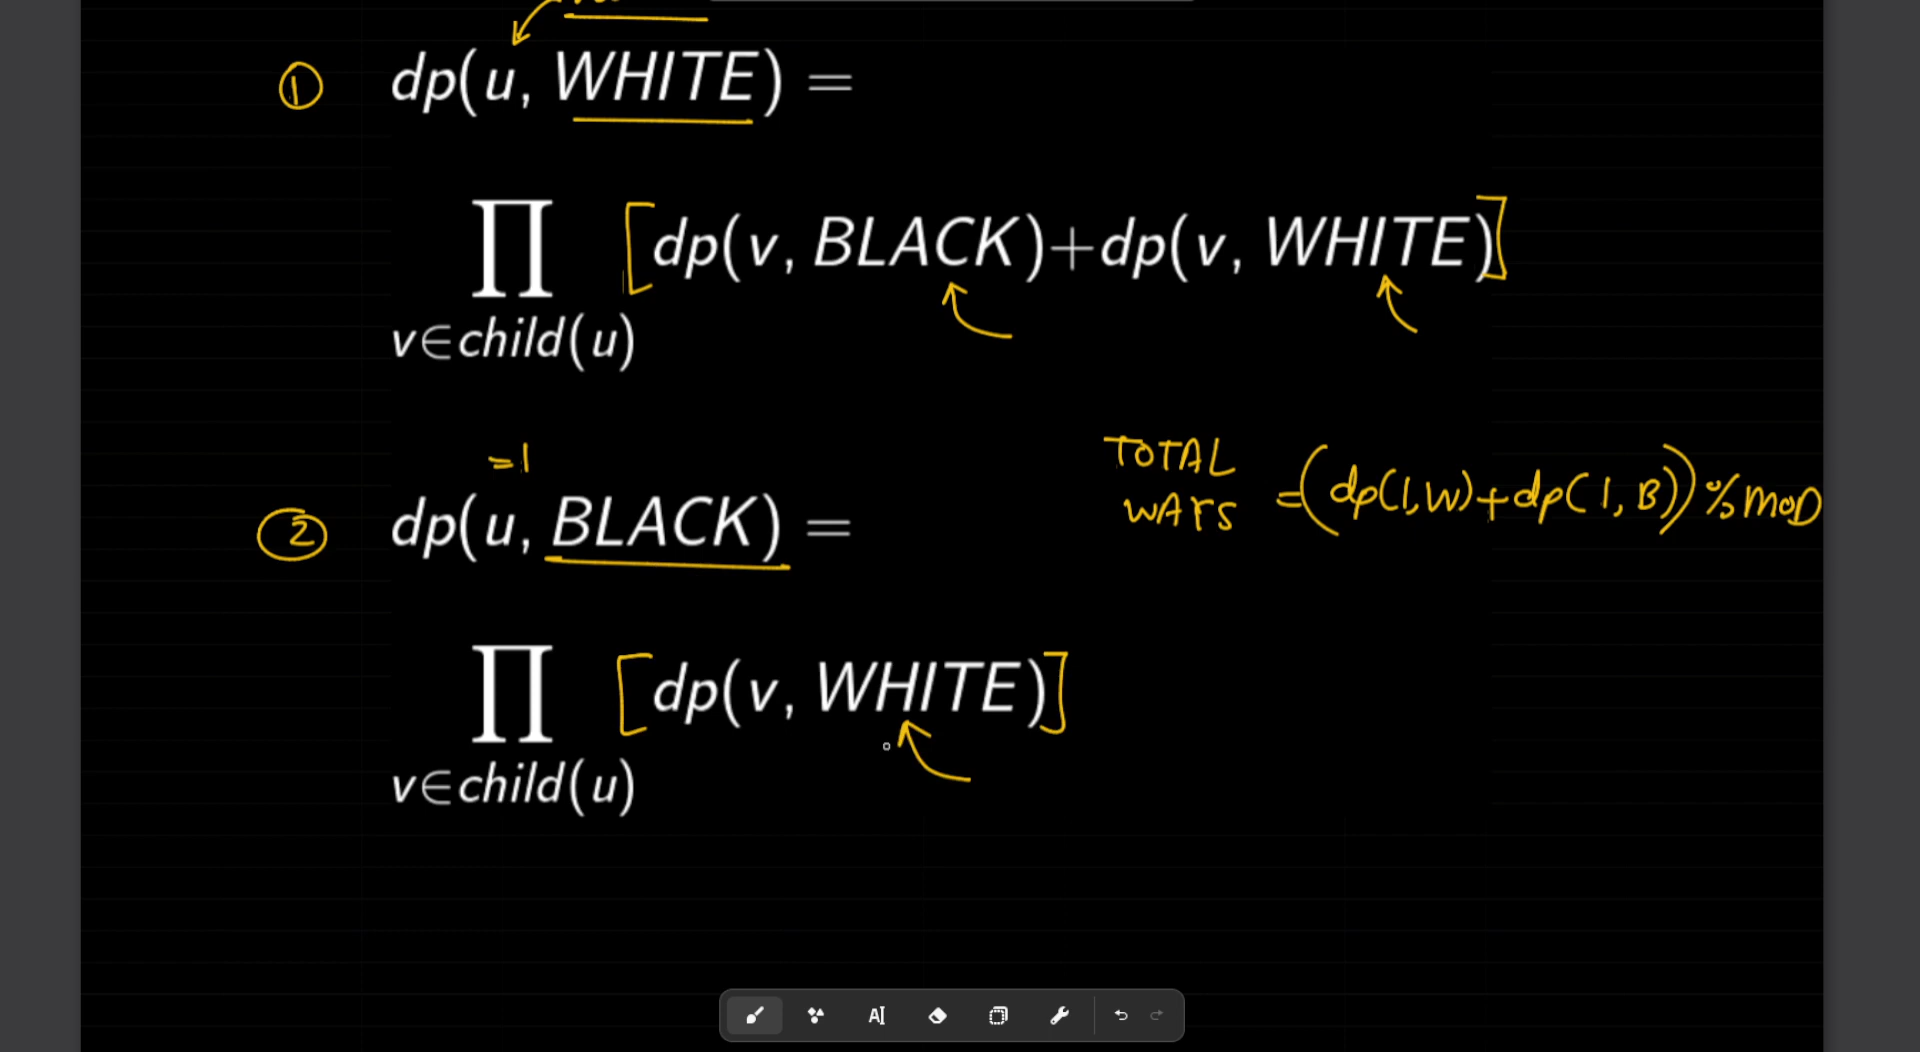 ① dp(u, WHITE) =
∏ [dp(v, BLACK)+dp(v, WHITE)]
v∈child(u)
=1
② dp(u, BLACK) =
TOTAL
WAYS =(dp(1,W)+dp(1,B))%MOD
∏ [dp(v, WHITE)]
v∈child(u)
AI